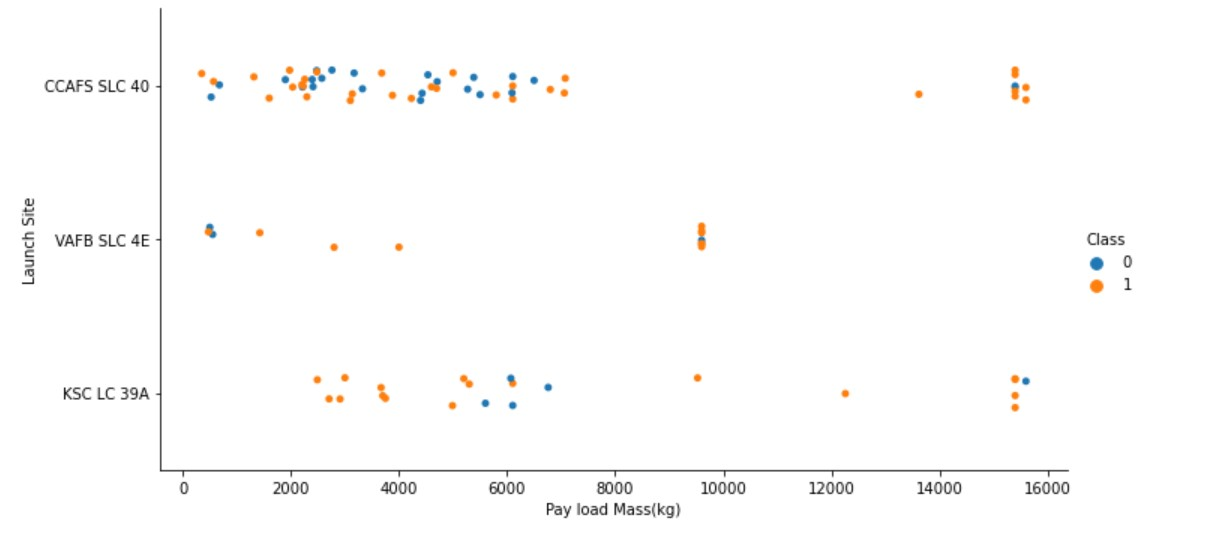 CCAFS SLC 40
VAFB SLC 4E
KSC LC 39A
Launch Site
0 2000 4000 6000 8000 10000 12000 14000 16000
Pay load Mass(kg)
Class
0
1